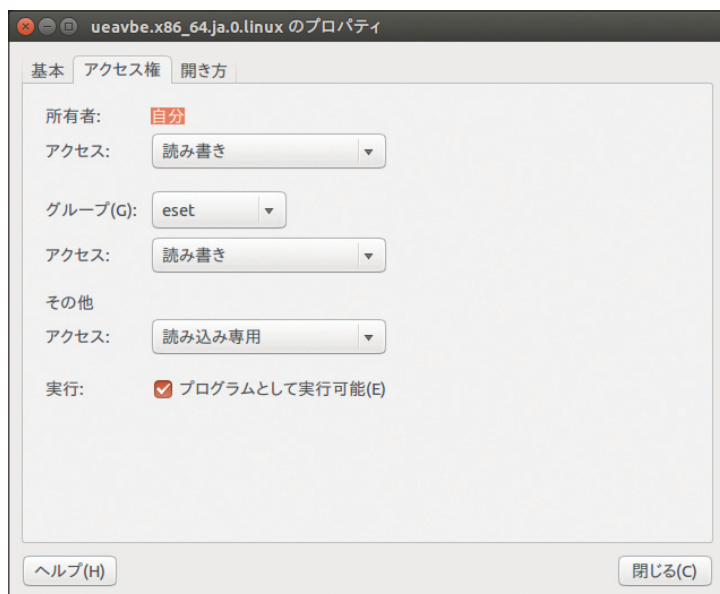 ueavbe.x86_64.ja.0.linux のプロパティ
基本 アクセス権 開き方
所有者: 自分
アクセス: 読み書き
グループ(G): eset
アクセス: 読み書き
その他
アクセス: 読み込み専用
実行: プログラムとして実行可能(E)
ヘルプ(H) 閉じる(C)